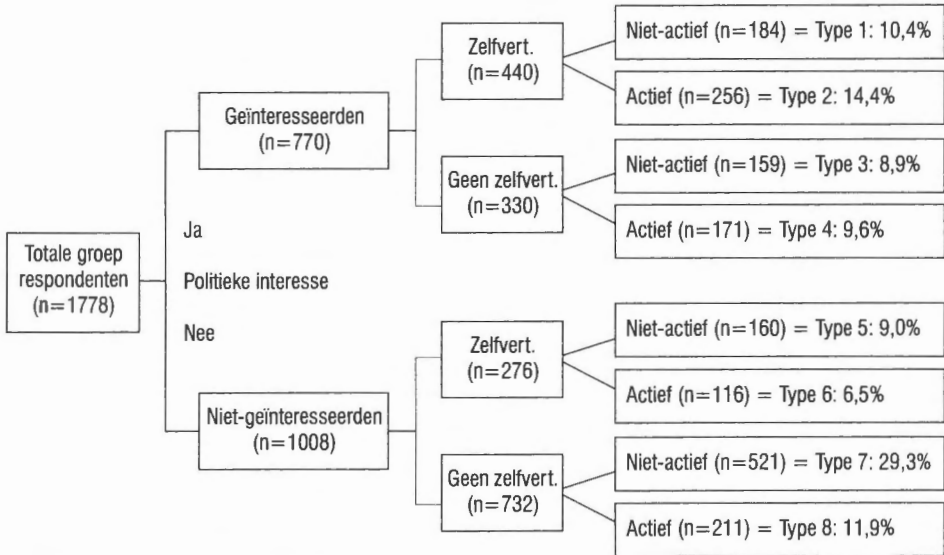 Totale groep
respondenten
(n=1778)
Ja
Politieke interesse
Nee
Geïnteresseerden
(n=770)
Zelfvert.
(n=440)
Niet-actief (n=184) = Type 1: 10,4%
Actief (n=256) = Type 2: 14,4%
Geen zelfvert.
(n=330)
Niet-actief (n=159) = Type 3: 8,9%
Actief (n=171) = Type 4: 9,6%
Niet-geïnteresseerden
(n=1008)
Zelfvert.
(n=276)
Niet-actief (n=160) = Type 5: 9,0%
Actief (n=116) = Type 6: 6,5%
Geen zelfvert.
(n=732)
Niet-actief (n=521) = Type 7: 29,3%
Actief (n=211) = Type 8: 11,9%